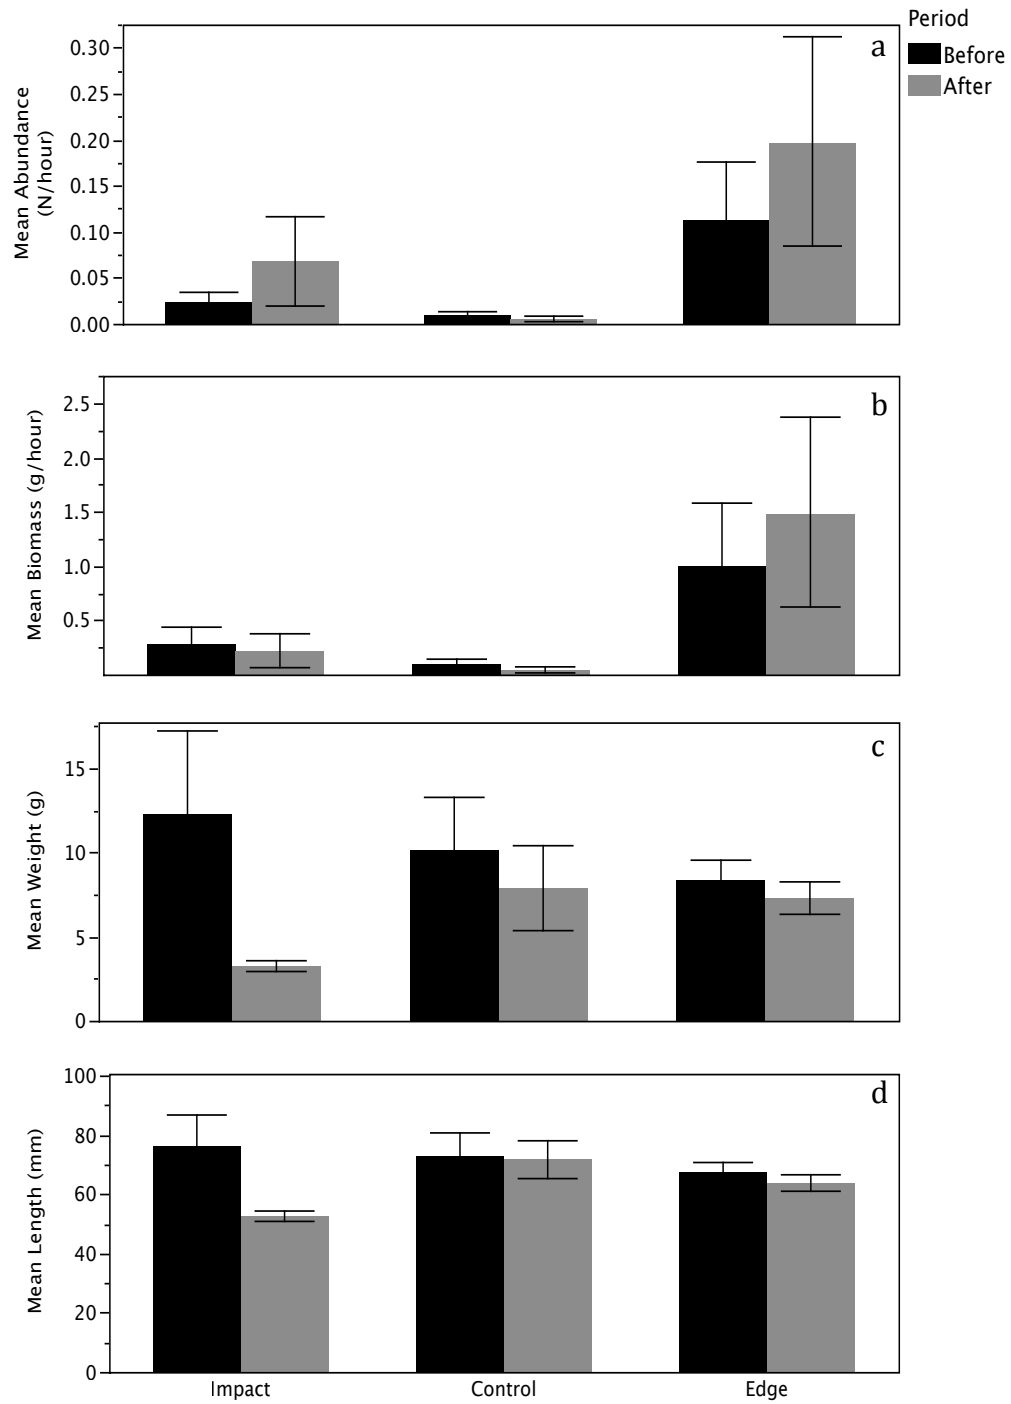 Period
Before
After
a
Mean Abundance
(N/hour)
0.30
0.25
0.20
0.15
0.10
0.05
0.00
b
Mean Biomass (g/hour)
2.5
2.0
1.5
1.0
0.5
c
Mean Weight (g)
15
10
5
0
d
Mean Length (mm)
100
80
60
40
20
0
Impact Control Edge